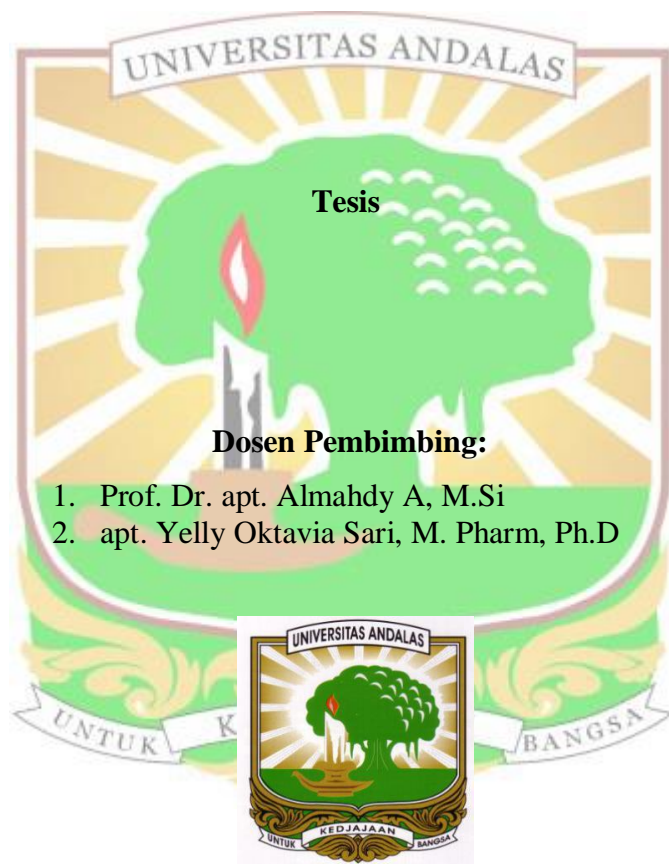 UNIVERSITAS ANDALAS
Tesis
Dosen Pembimbing:
1. Prof. Dr. apt. Almahdy A, M.Si
2. apt. Yelly Oktavia Sari, M. Pharm, Ph.D
UNIVERSITAS ANDALAS
UNTUK K BANGSA
UNTUK KEDJAJAAN BANGSA